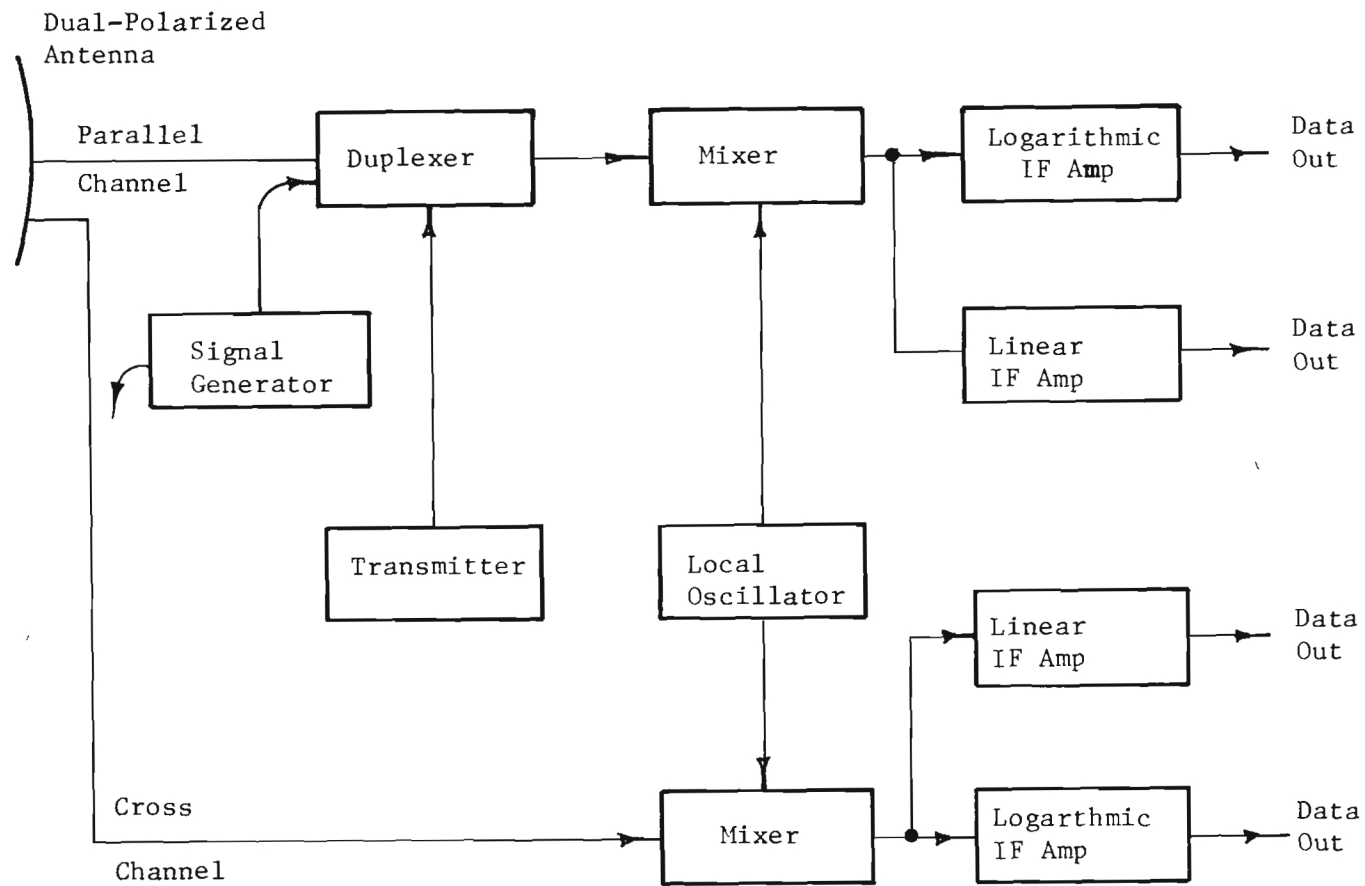 Dual-Polarized
Antenna
Parallel
Channel
Duplexer
Mixer
Logarithmic
IF Amp
Data
Out
Signal
Generator
Linear
IF Amp
Data
Out
Transmitter
Local
Oscillator
Linear
IF Amp
Data
Out
Cross
Channel
Mixer
Logarthmic
IF Amp
Data
Out